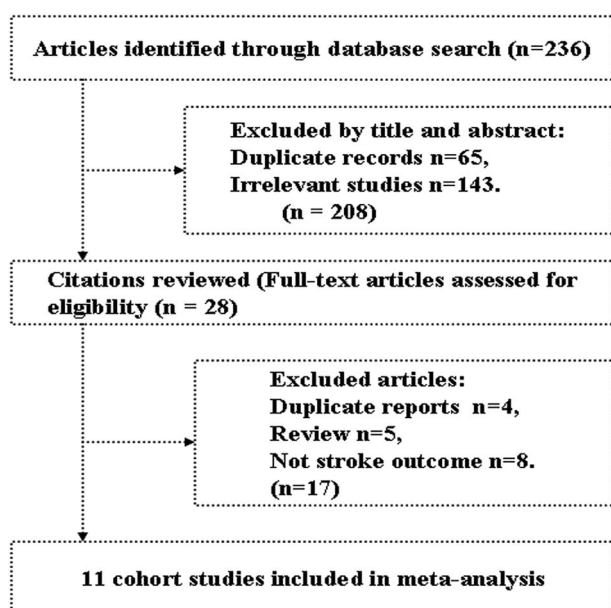 Articles identified through database search (n=236)
Excluded by title and abstract:
Duplicate records n=65,
Irrelevant studies n=143.
(n = 208)
Citations reviewed (Full-text articles assessed for
eligibility (n = 28)
Excluded articles:
Duplicate reports n=4,
Review n=5,
Not stroke outcome n=8.
(n=17)
11 cohort studies included in meta-analysis